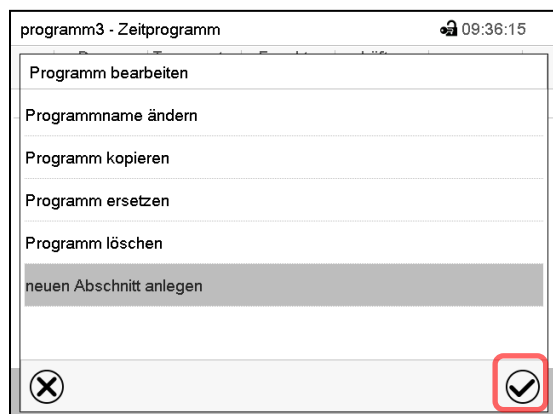 programm3 - Zeitprogramm 09:36:15
Programm bearbeiten
Programmname ändern
Programm kopieren
Programm ersetzen
Programm löschen
neuen Abschnitt anlegen